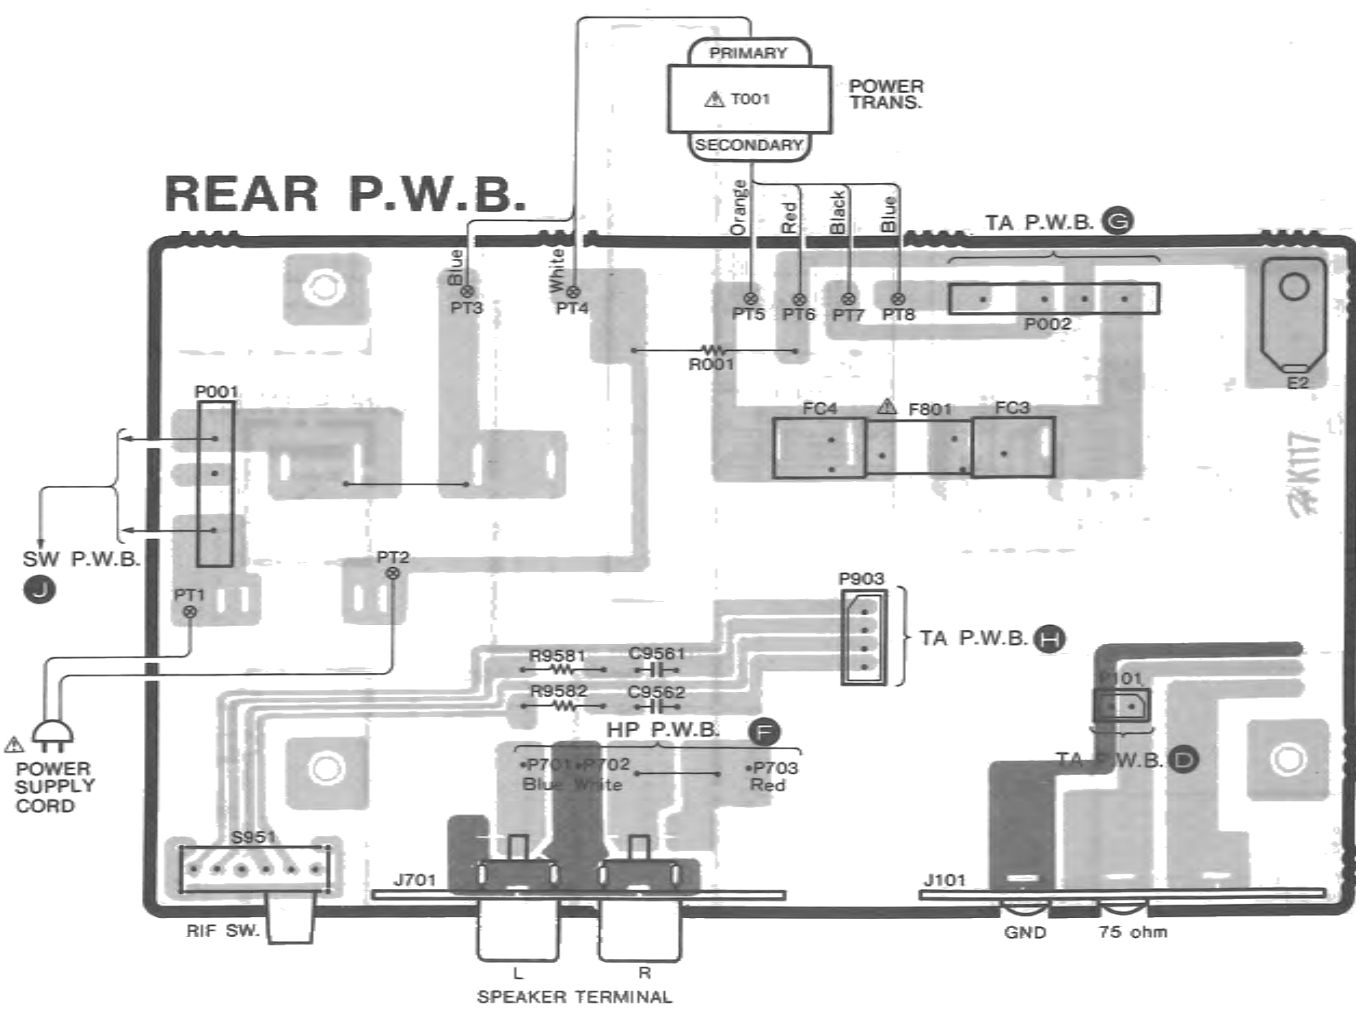 PRIMARY
T001
POWER
TRANS.
SECONDARY
REAR P.W.B.
Orange
Red
Black
Blue
TA P.W.B. G
Blue
White
PT3
PT4
PT5
PT6
PT7
PT8
P002
R001
E2
P001
FC4
F801
FC3
#K117
SW P.W.B.
J
PT2
PT1
P903
TA P.W.B. H
R9581
C9561
R9582
C9562
P101
HP P.W.B. F
TA P.W.B. D
P701
P702
P703
Blue
White
Red
POWER
SUPPLY
CORD
S951
J701
J101
RIF SW.
GND
75 ohm
L
R
SPEAKER TERMINAL